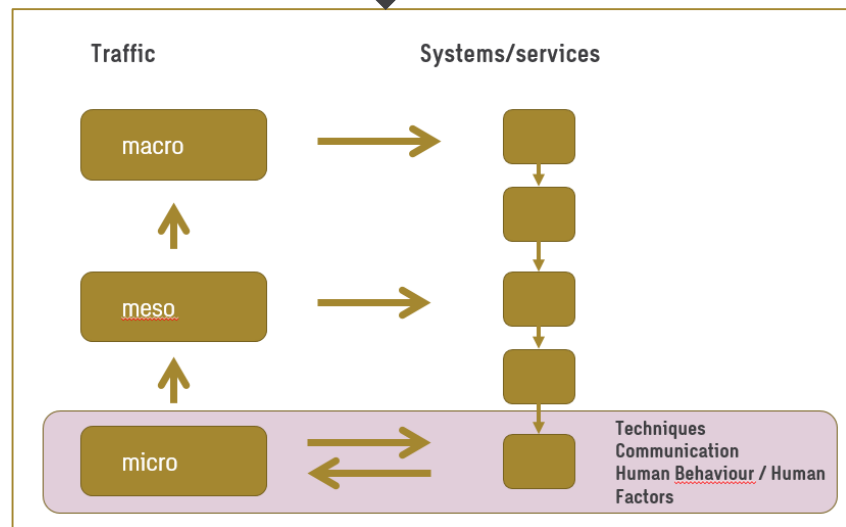 Traffic
Systems/services
macro
meso
micro
Techniques
Communication
Human Behaviour / Human
Factors